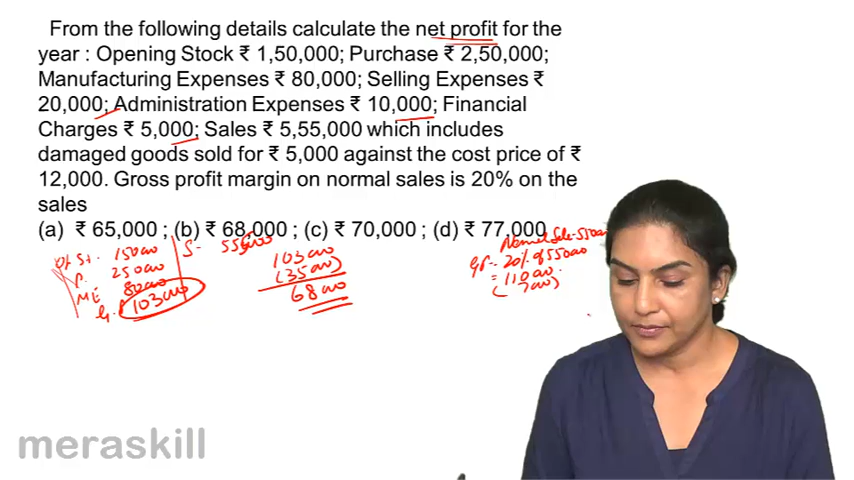 From the following details calculate the net profit for the
year : Opening Stock ₹ 1,50,000; Purchase ₹ 2,50,000;
Manufacturing Expenses ₹ 80,000; Selling Expenses ₹
20,000; Administration Expenses ₹ 10,000; Financial
Charges ₹ 5,000; Sales ₹ 5,55,000 which includes
damaged goods sold for ₹ 5,000 against the cost price of ₹
12,000. Gross profit margin on normal sales is 20% on the
sales
(a) ₹ 65,000 ; (b) ₹ 68,000 ; (c) ₹ 70,000 ; (d) ₹ 77,000
Op St. 150000
P. 250000
ME 80000
G. 103000
S- 555000
103000
(35000)
68000
Normal Sale - 550000
GP - 20% of 550000
= 110000
(7000)
meraskill